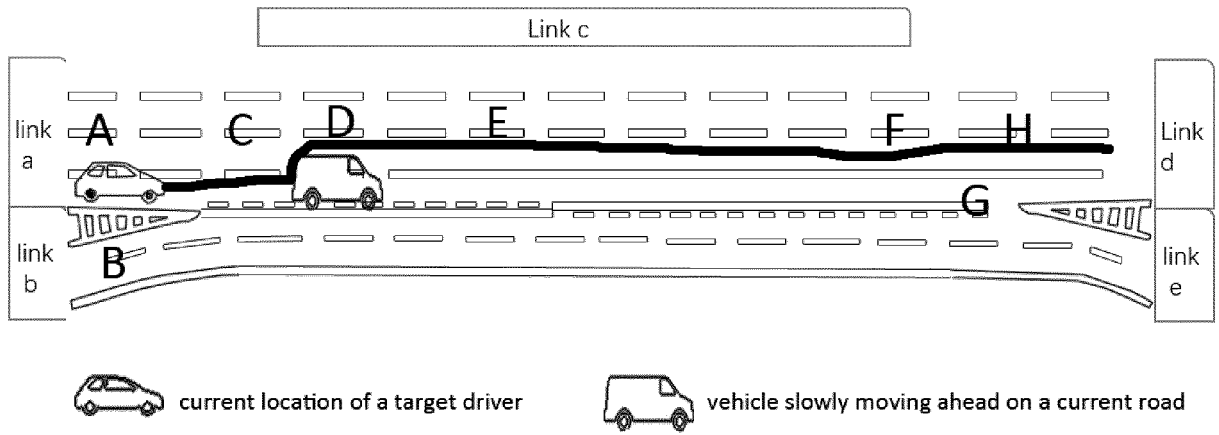 Link c
link
a
A
C
D
E
F
H
Link
d
G
link
b
B
link
e
current location of a target driver
vehicle slowly moving ahead on a current road